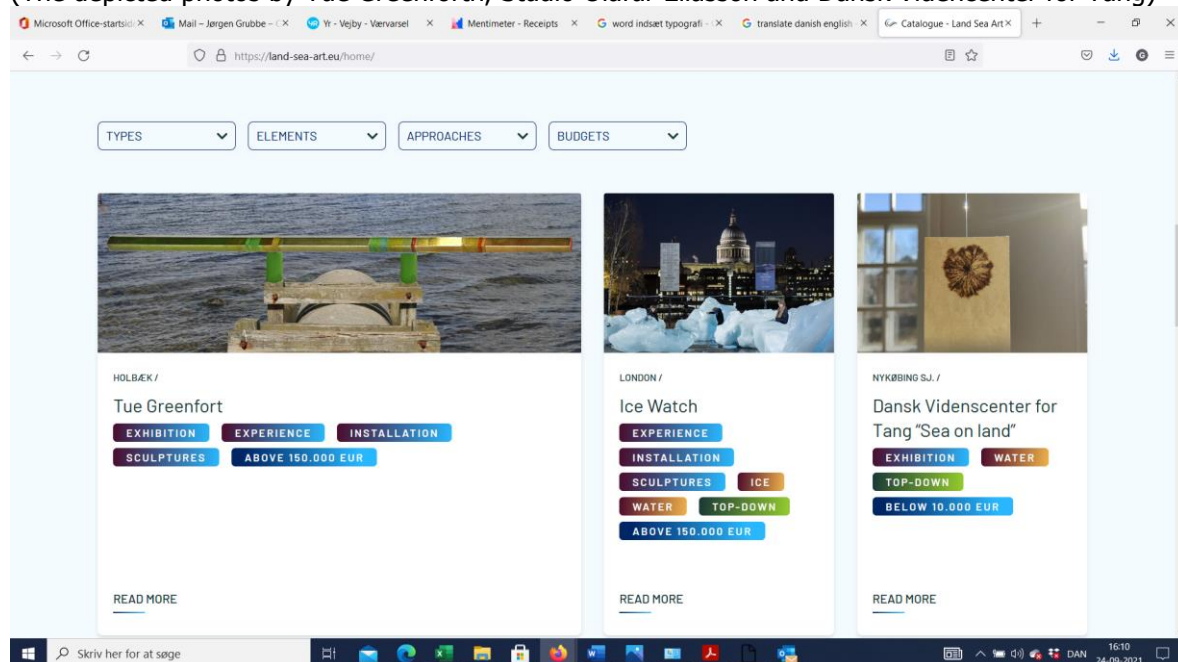 (The depicted photos by Tue Greenforth, Studio Olafur Eliasson and Dansk Videncenter for Tang)
Microsoft Office-startsid
Mail – Jørgen Grubbe –
Yr - Vejby - Værvarsel
Mentimeter - Receipts
word indsæt typografi -
translate danish english
Catalogue - Land Sea Art
https://land-sea-art.eu/home/
TYPES
ELEMENTS
APPROACHES
BUDGETS
HOLBÆK /
Tue Greenfort
EXHIBITION EXPERIENCE INSTALLATION
SCULPTURES ABOVE 150.000 EUR
READ MORE
LONDON /
Ice Watch
EXPERIENCE
INSTALLATION
SCULPTURES ICE
WATER TOP-DOWN
ABOVE 150.000 EUR
READ MORE
NYKØBING SJ. /
Dansk Videnscenter for
Tang “Sea on land”
EXHIBITION WATER
TOP-DOWN
BELOW 10.000 EUR
READ MORE
Skriv her for at søge
DAN
16:10
24-09-2021